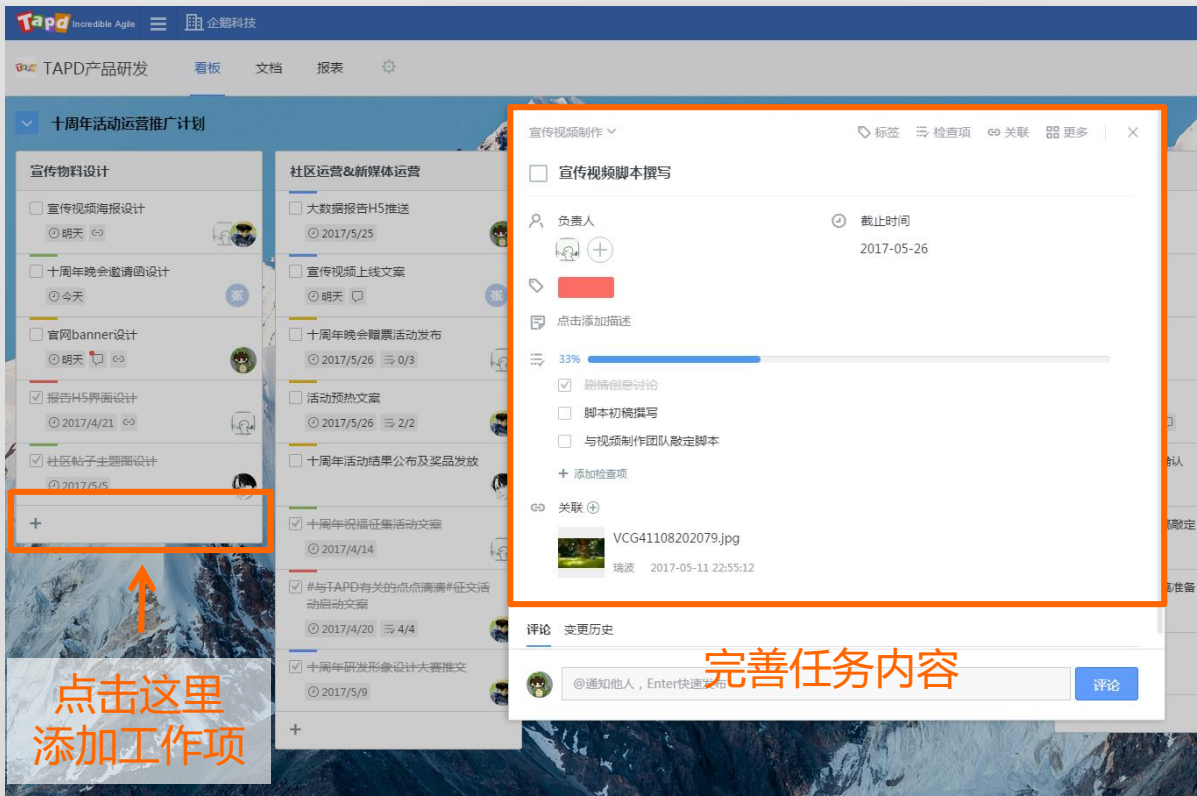 Tapd Incredible Agile 企鹅科技
TAPD产品研发 看板 文档 报表
十周年活动运营推广计划
宣传物料设计
宣传视频海报设计
明天
十周年晚会邀请函设计
今天
张
官网banner设计
明天
报告H5界面设计
2017/4/21
社区帖子主题图设计
2017/5/5
+
点击这里
添加工作项
社区运营&新媒体运营
大数据报告H5推送
2017/5/25
宣传视频上线文案
明天
张
十周年晚会赠票活动发布
2017/5/26 0/3
活动预热文案
2017/5/26 2/2
十周年活动结果公布及奖品发放
十周年祝福征集活动文案
2017/4/14
#与TAPD有关的点点滴滴#征文活
动启动文案
2017/4/20 4/4
十周年研发形象设计大赛推文
2017/5/9
+
宣传视频制作 标签 检查项 关联 更多
宣传视频脚本撰写
负责人 截止时间
2017-05-26
点击添加描述
33%
剧情创意讨论
脚本初稿撰写
与视频制作团队敲定脚本
+ 添加检查项
关联
VCG41108202079.jpg
瑞波 2017-05-11 22:55:12
评论 变更历史
完善任务内容
@通知他人，Enter快速发布 评论
敲定
准备